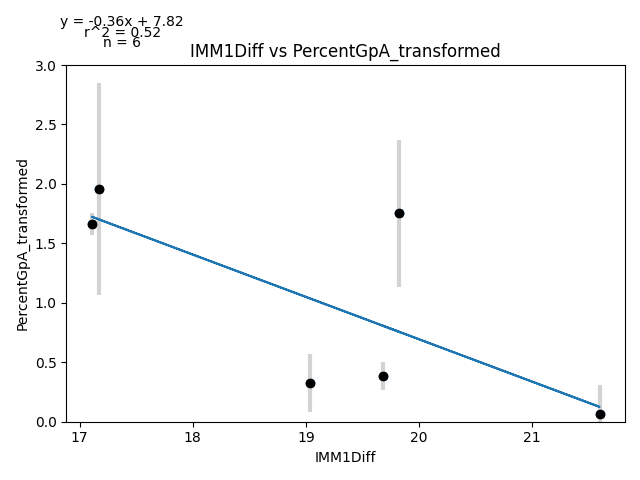 y = -0.36x + 7.82
r^2 = 0.52
n = 6
IMM1Diff vs PercentGpA_transformed
3.0
2.5
2.0
1.5
1.0
0.5
0.0
PercentGpA_transformed
17 18 19 20 21
IMM1Diff